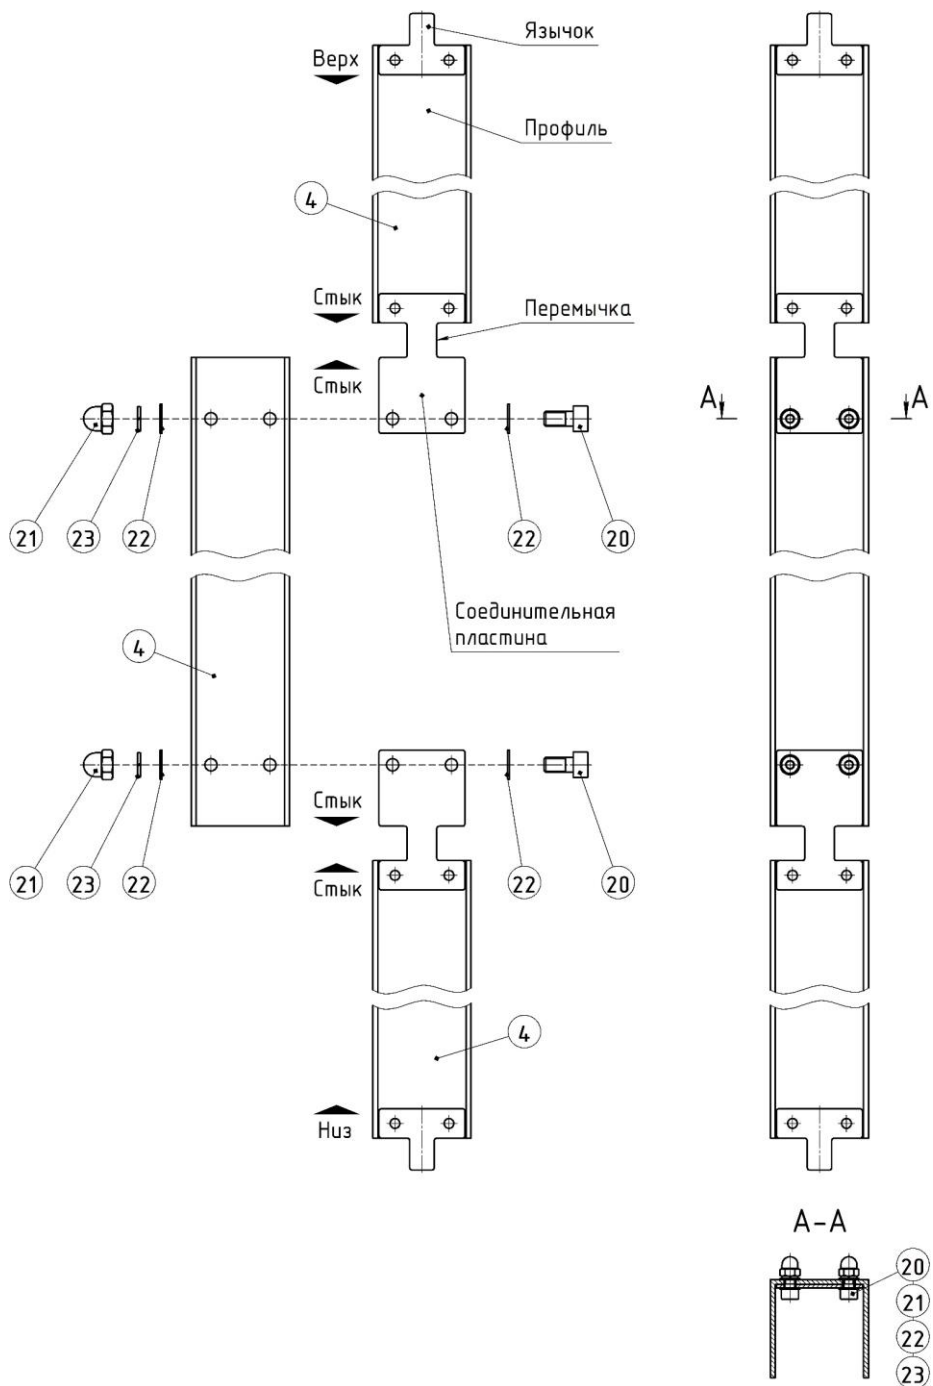 Язычок
Верх
Профиль
4
Стык
Перемычка
Стык
А
А
21
23
22
22
20
Соединительная
пластина
4
Стык
21
23
22
Стык
22
20
4
Низ
А-А
20
21
22
23